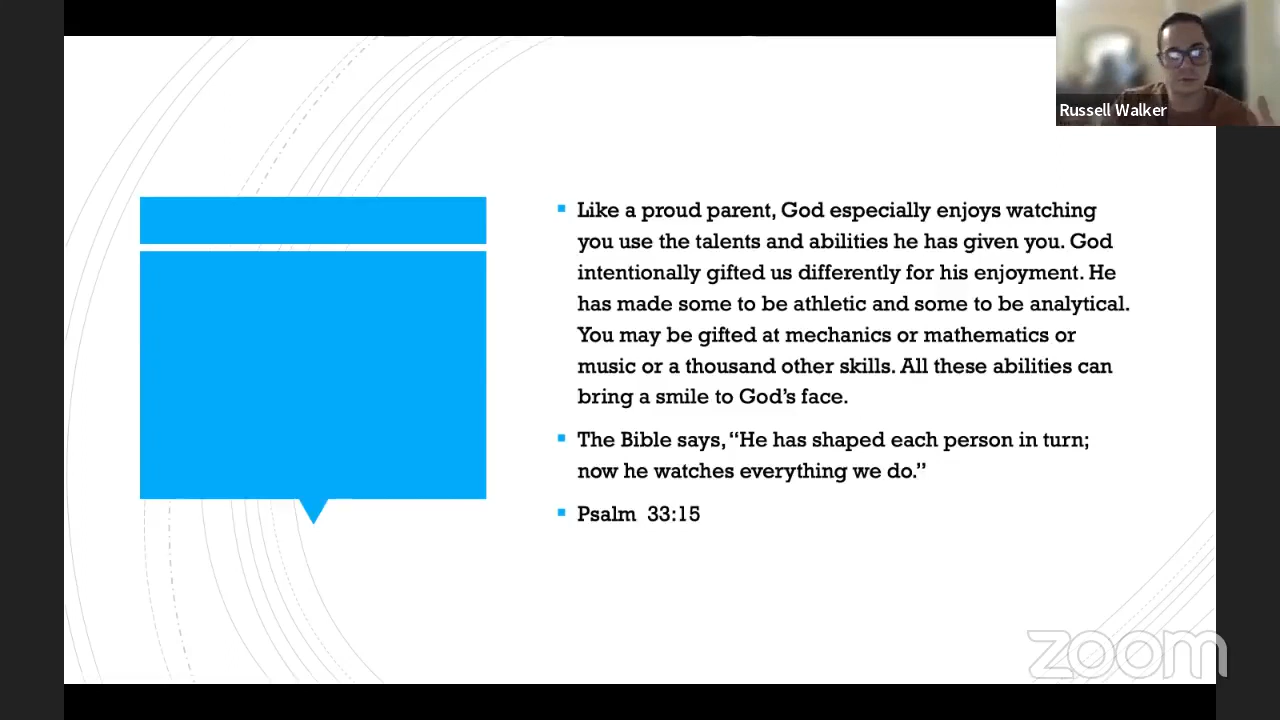 Russell Walker
Like a proud parent, God especially enjoys watching
you use the talents and abilities he has given you. God
intentionally gifted us differently for his enjoyment. He
has made some to be athletic and some to be analytical.
You may be gifted at mechanics or mathematics or
music or a thousand other skills. All these abilities can
bring a smile to God's face.
The Bible says, “He has shaped each person in turn;
now he watches everything we do.”
Psalm 33:15
zoom